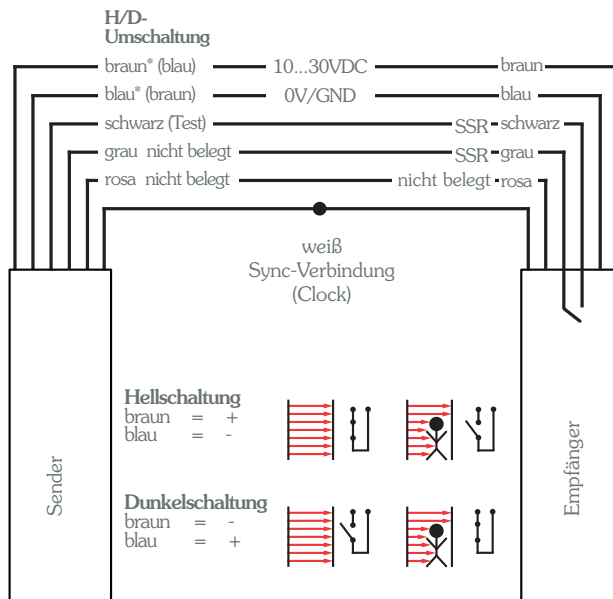 H/D-
Umschaltung
braun* (blau) 10...30VDC braun
blau* (braun) 0V/GND blau
schwarz (Test) SSR schwarz
grau nicht belegt SSR grau
rosa nicht belegt nicht belegt rosa
weiß
Sync-Verbindung
(Clock)
Hellschaltung
braun = +
blau = -
Dunkelschaltung
braun = -
blau = +
Sender
Empfänger